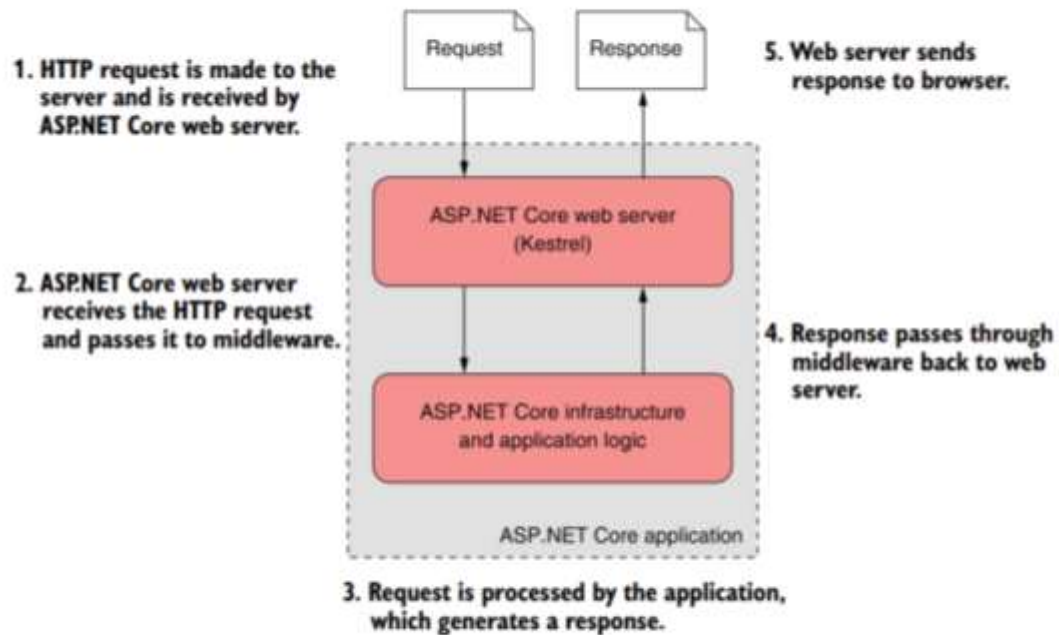 Request
Response
1. HTTP request is made to the
server and is received by
ASP.NET Core web server.
5. Web server sends
response to browser.
ASP.NET Core web server
(Kestrel)
2. ASP.NET Core web server
receives the HTTP request
and passes it to middleware.
4. Response passes through
middleware back to web
server.
ASP.NET Core infrastructure
and application logic
ASP.NET Core application
3. Request is processed by the application,
which generates a response.